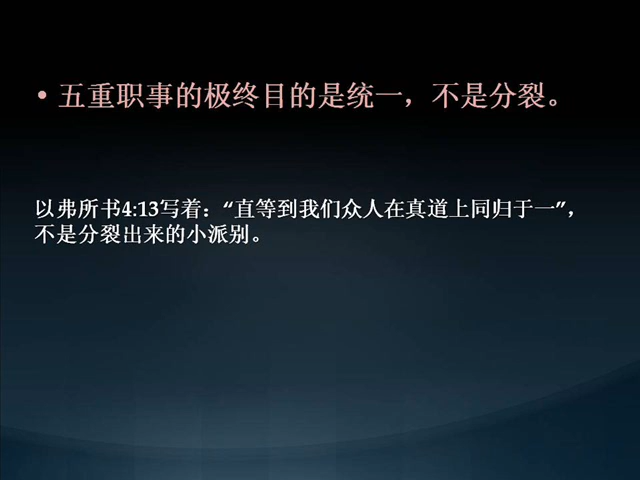 • 五重职事的极终目的是统一，不是分裂。
以弗所书4:13写着：“直等到我们众人在真道上同归于一”，
不是分裂出来的小派别。